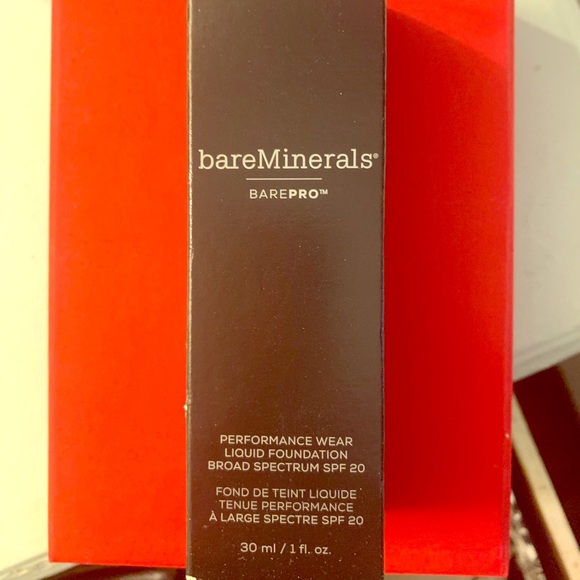 bareMinerals®
BAREPRO™
PERFORMANCE WEAR
LIQUID FOUNDATION
BROAD SPECTRUM SPF 20
FOND DE TEINT LIQUIDE
TENUE PERFORMANCE
À LARGE SPECTRE SPF 20
30 ml / 1 fl. oz.